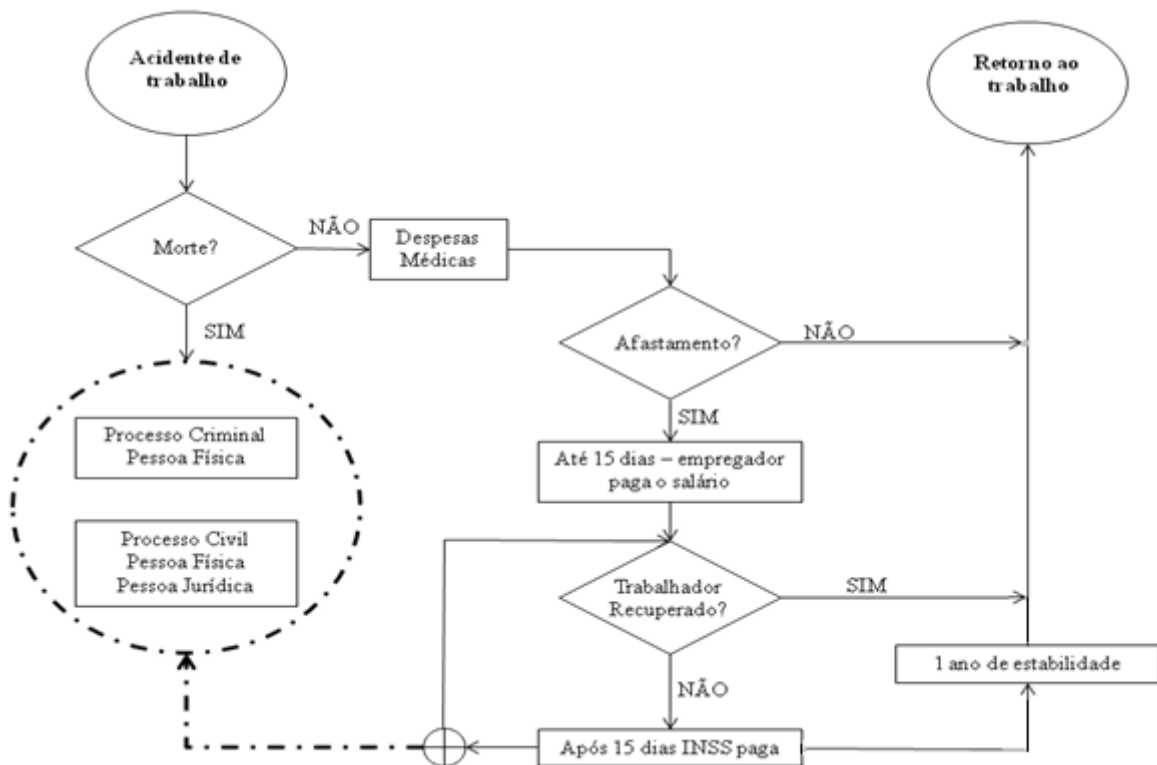 Acidente de
trabalho
Retorno ao
trabalho
Morte?
NÃO
Despesas
Médicas
SIM
Afastamento?
NÃO
SIM
Processo Criminal
Pessoa Física
Até 15 dias – empregador
paga o salário
Processo Civil
Pessoa Física
Pessoa Jurídica
Trabalhador
Recuperado?
SIM
NÃO
1 ano de estabilidade
Após 15 dias INSS paga